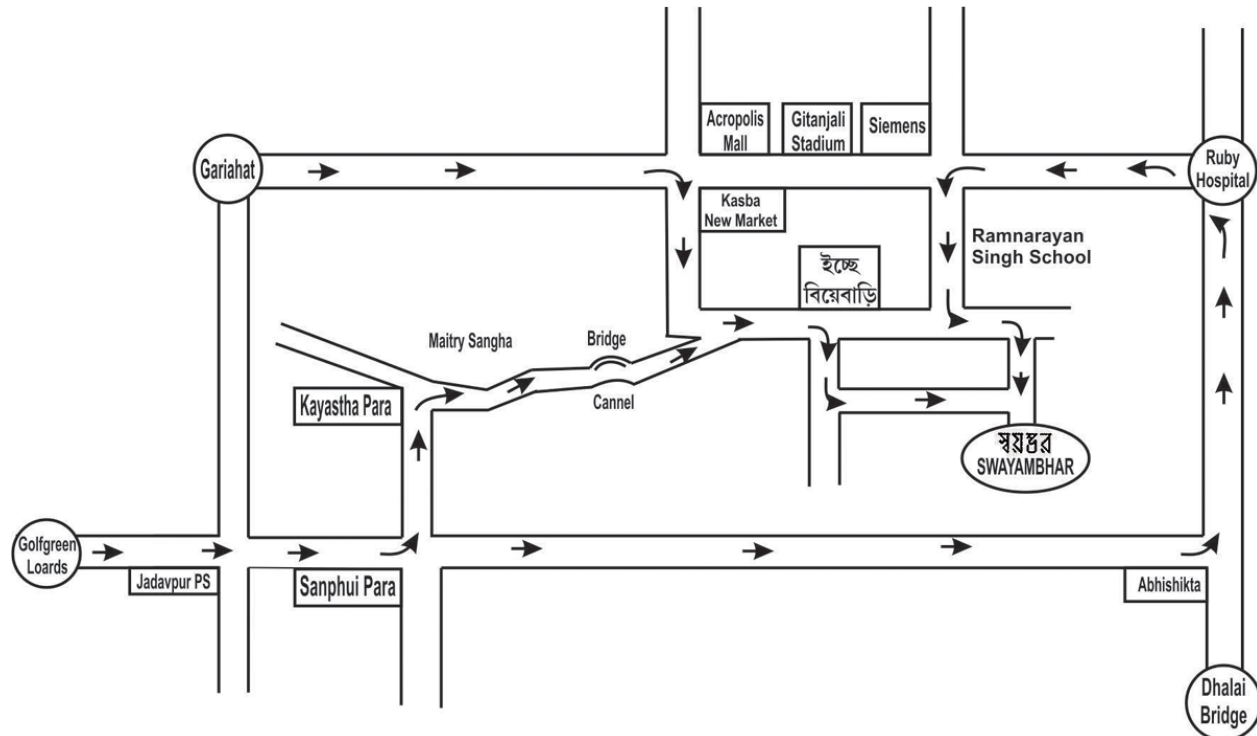 Acropolis
Mall
Gitanjali
Stadium
Siemens
Gariahat
Ruby
Hospital
Kasba
New Market
Ramnarayan
Singh School
ইচ্ছে
বিয়েবাড়ি
Maitry Sangha
Bridge
Cannel
Kayastha Para
স্বয়ম্ভর
SWAYAMBHAR
Golfgreen
Loards
Jadavpur PS
Sanphui Para
Abhishikta
Dhalai
Bridge